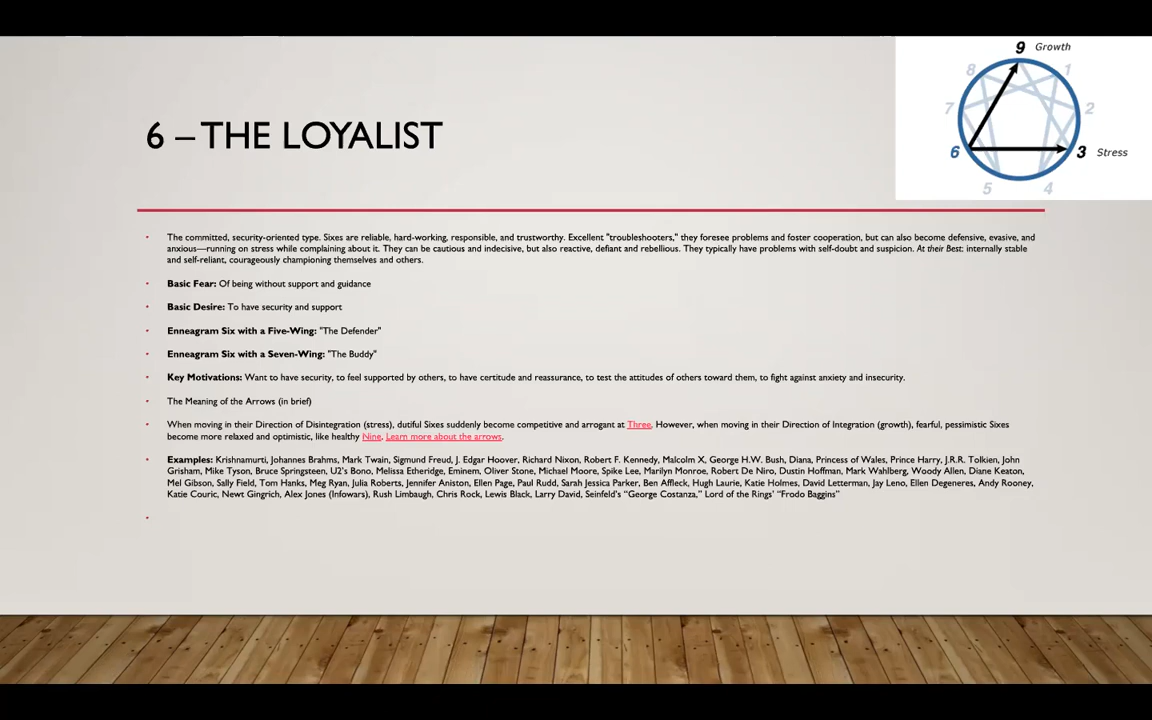 9 Growth
8 1
7 2
6 3 Stress
5 4
6 – THE LOYALIST
• The committed, security-oriented type. Sixes are reliable, hard-working, responsible, and trustworthy. Excellent "troubleshooters," they foresee problems and foster cooperation, but can also become defensive, evasive, and
anxious—running on stress while complaining about it. They can be cautious and indecisive, but also reactive, defiant and rebellious. They typically have problems with self-doubt and suspicion. At their Best: internally stable
and self-reliant, courageously championing themselves and others.
• Basic Fear: Of being without support and guidance
• Basic Desire: To have security and support
• Enneagram Six with a Five-Wing: "The Defender"
• Enneagram Six with a Seven-Wing: "The Buddy"
• Key Motivations: Want to have security, to feel supported by others, to have certitude and reassurance, to test the attitudes of others toward them, to fight against anxiety and insecurity.
• The Meaning of the Arrows (in brief)
• When moving in their Direction of Disintegration (stress), dutiful Sixes suddenly become competitive and arrogant at Three. However, when moving in their Direction of Integration (growth), fearful, pessimistic Sixes
become more relaxed and optimistic, like healthy Nine. Learn more about the arrows.
• Examples: Krishnamurti, Johannes Brahms, Mark Twain, Sigmund Freud, J. Edgar Hoover, Richard Nixon, Robert F. Kennedy, Malcolm X, George H.W. Bush, Diana, Princess of Wales, Prince Harry, J.R.R. Tolkien, John
Grisham, Mike Tyson, Bruce Springsteen, U2's Bono, Melissa Etheridge, Eminem, Oliver Stone, Michael Moore, Spike Lee, Marilyn Monroe, Robert De Niro, Dustin Hoffman, Mark Wahlberg, Woody Allen, Diane Keaton,
Mel Gibson, Sally Field, Tom Hanks, Meg Ryan, Julia Roberts, Jennifer Aniston, Ellen Page, Paul Rudd, Sarah Jessica Parker, Ben Affleck, Hugh Laurie, Katie Holmes, David Letterman, Jay Leno, Ellen Degeneres, Andy Rooney,
Katie Couric, Newt Gingrich, Alex Jones (Infowars), Rush Limbaugh, Chris Rock, Lewis Black, Larry David, Seinfeld's “George Costanza,” Lord of the Rings' “Frodo Baggins”
•